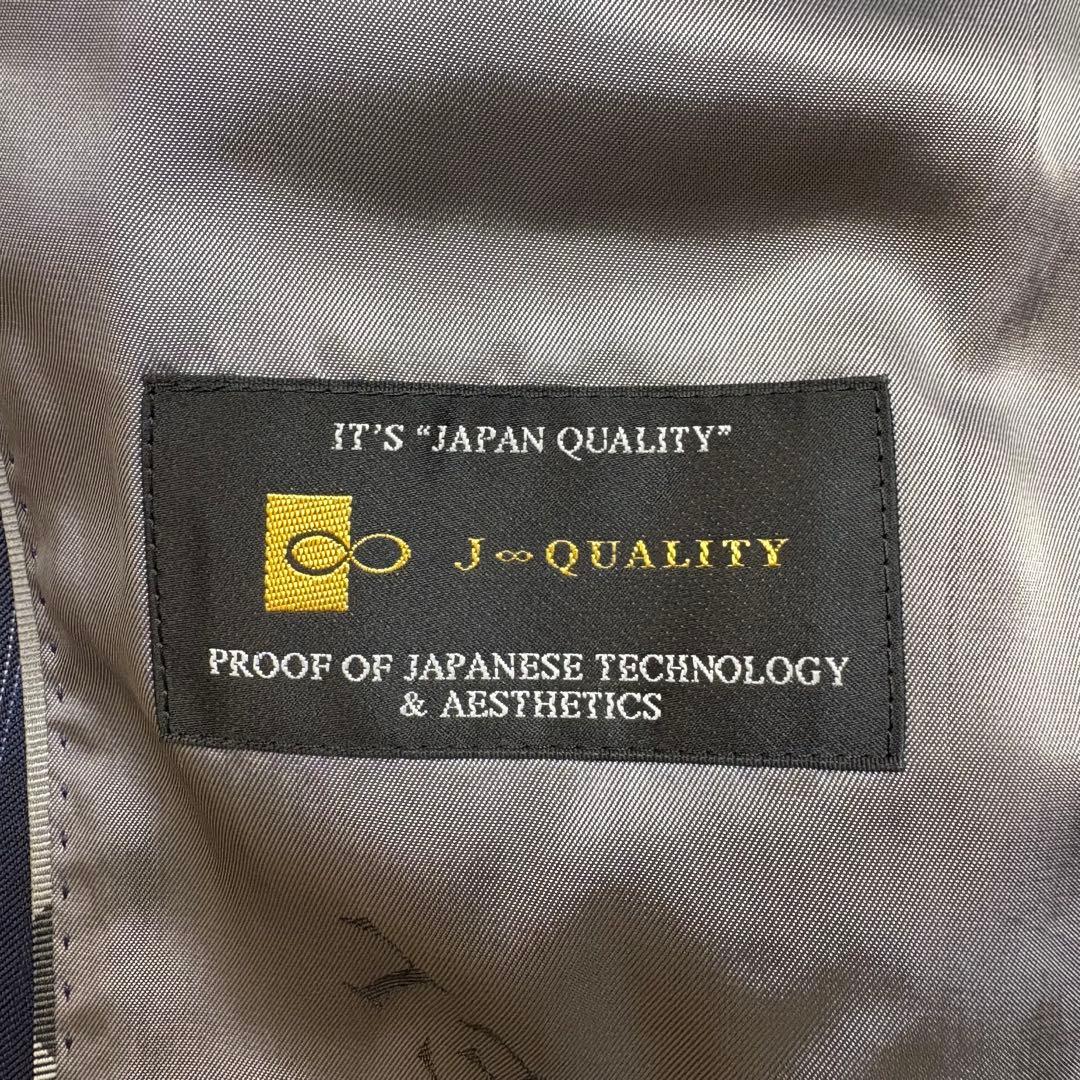 IT'S “JAPAN QUALITY”
J∞QUALITY
PROOF OF JAPANESE TECHNOLOGY
& AESTHETICS